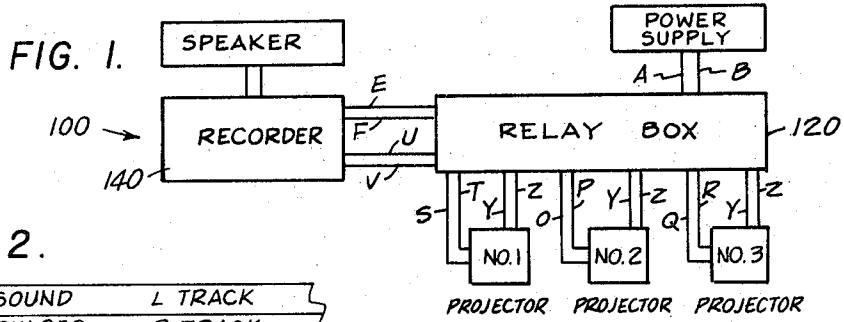 FIG. 1.
SPEAKER
POWER
SUPPLY
A
B
100
E
F
RECORDER
U
V
RELAY BOX
120
140
S
T
Y
Z
O
P
Y
Z
Q
R
Y
Z
NO.1
NO.2
NO.3
PROJECTOR PROJECTOR PROJECTOR
2.
SOUND L TRACK